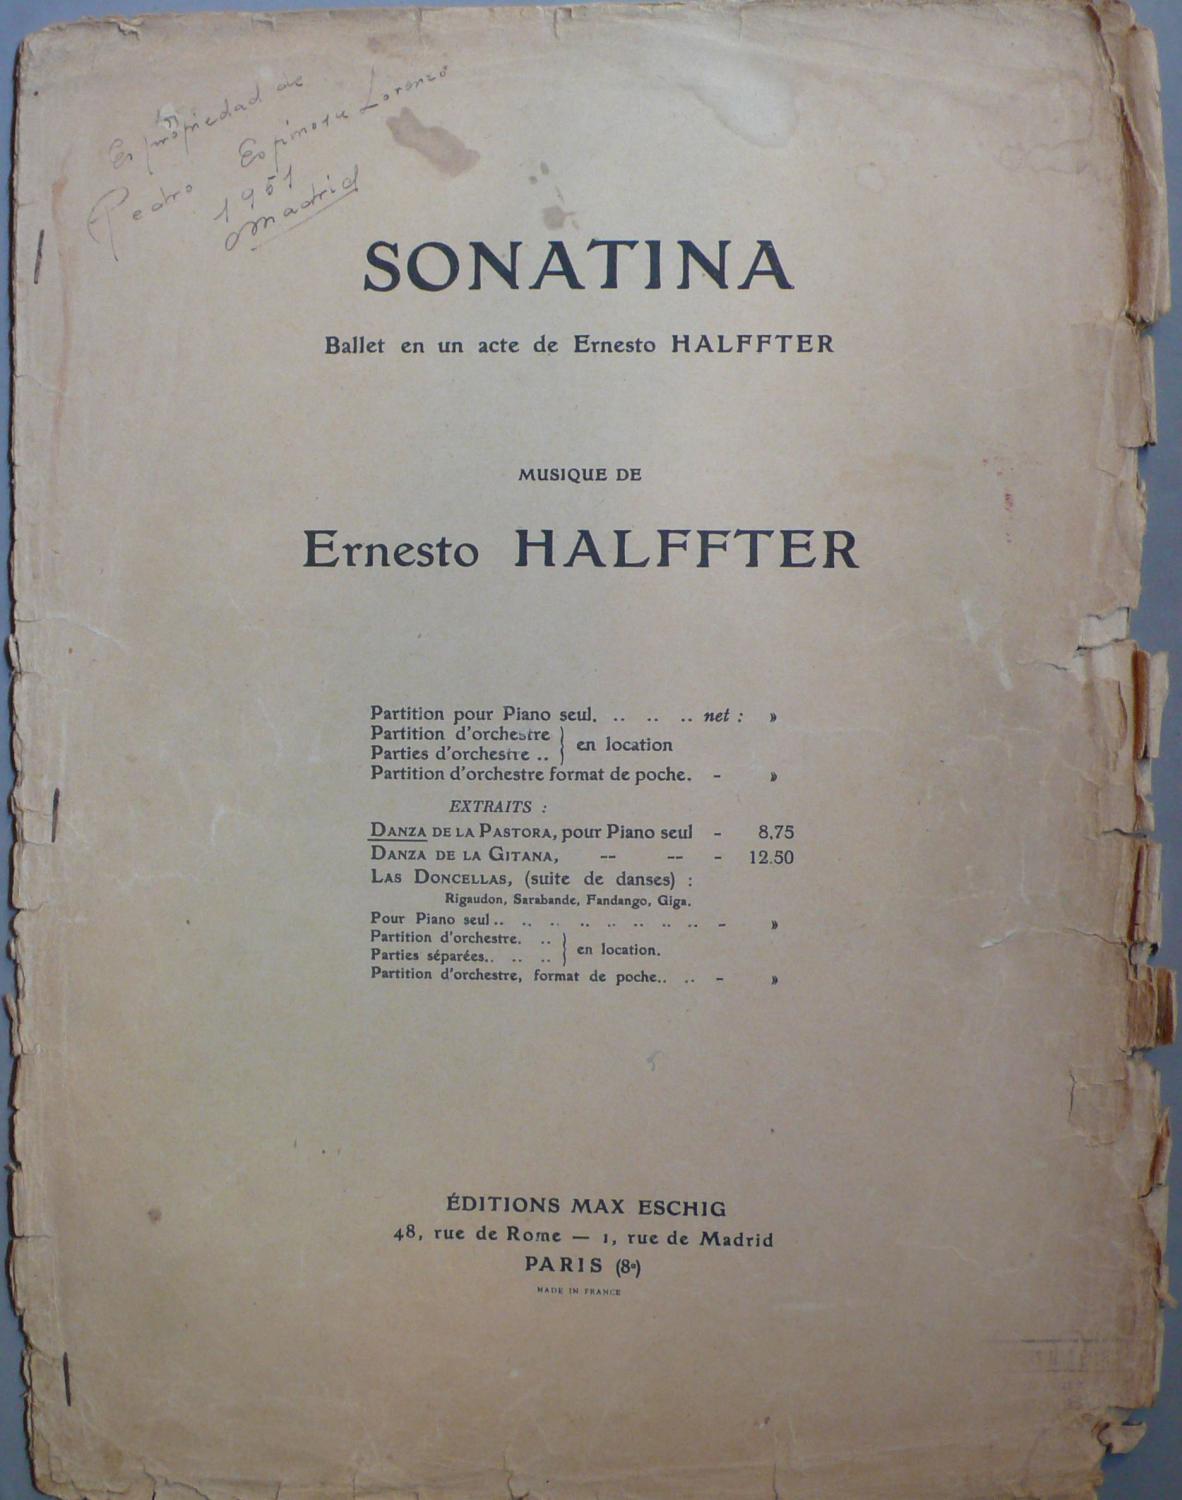 Es propiedad de
Pedro Espinosa Lorenzo
1951
Madrid
SONATINA
Ballet en un acte de Ernesto HALFFTER
MUSIQUE DE
Ernesto HALFFTER
Partition pour Piano seul. .. .. .. net : »
Partition d'orchestre } en location
Parties d'orchestre .. }
Partition d'orchestre format de poche. - »
EXTRAITS :
DANZA DE LA PASTORA, pour Piano seul - 8.75
DANZA DE LA GITANA, -- -- - 12.50
LAS DONCELLAS, (suite de danses) :
Rigaudon, Sarabande, Fandango, Giga.
Pour Piano seul .. .. .. .. .. .. .. .. - »
Partition d'orchestre. .. } en location.
Parties séparées.. .. .. }
Partition d'orchestre, format de poche.. .. - »
ÉDITIONS MAX ESCHIG
48, rue de Rome — 1, rue de Madrid
PARIS (8e)
MADE IN FRANCE